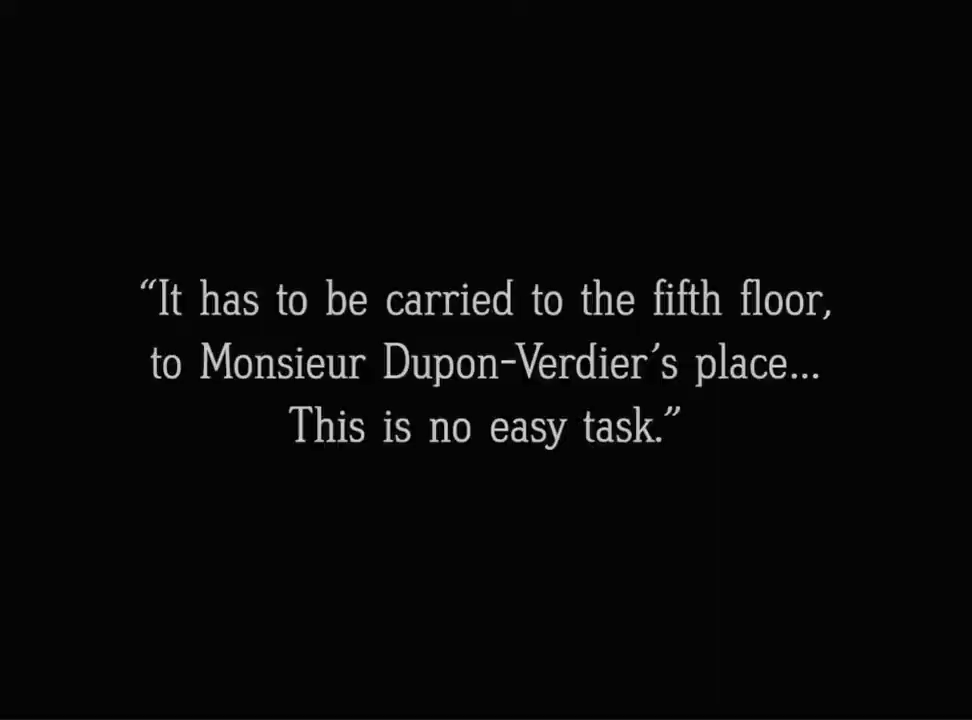 “It has to be carried to the fifth floor,
to Monsieur Dupon-Verdier’s place...
This is no easy task.”